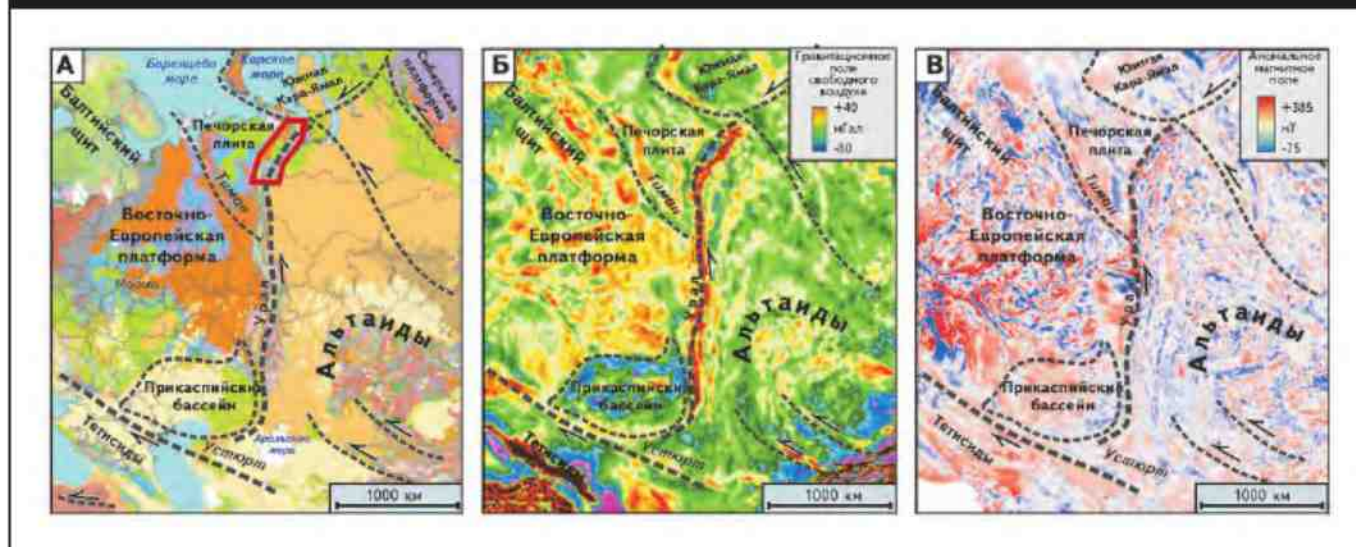 А
Баренцево
море
Карское
море
Южная
Кара-Ямал
Сибирская
платформа
Балтийский
щит
Печорская
плита
Тиман
Восточно-
Европейская
платформа
Москва
Урал
Альтаиды
Прикаспийский
бассейн
Аральское
море
Тетисиды
Устюрт
1000 км
Б
Гравитационное
поле
свободного
воздуха
+40
мГал
-80
Южная
Кара-Ямал
Балтийский
щит
Печорская
плита
Тиман
Восточно-
Европейская
платформа
Урал
Альтаиды
Прикаспийский
бассейн
Устюрт
1000 км
В
Аномальное
магнитное
поле
+385
нТ
-75
Южная
Кара-Ямал
Балтийский
щит
Печорская
плита
Тиман
Восточно-
Европейская
платформа
Урал
Альтаиды
Прикаспийский
бассейн
Тетисиды
Устюрт
1000 км